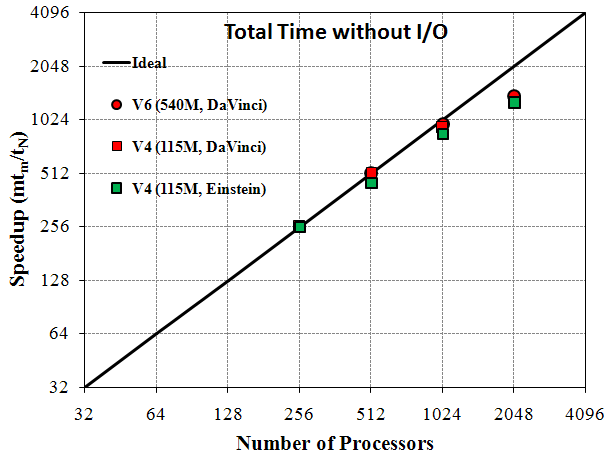 Total Time without I/O
4096
2048
1024
512
256
128
64
32
Speedup (mtm/tN)
Ideal
V6 (540M, DaVinci)
V4 (115M, DaVinci)
V4 (115M, Einstein)
32 64 128 256 512 1024 2048 4096
Number of Processors